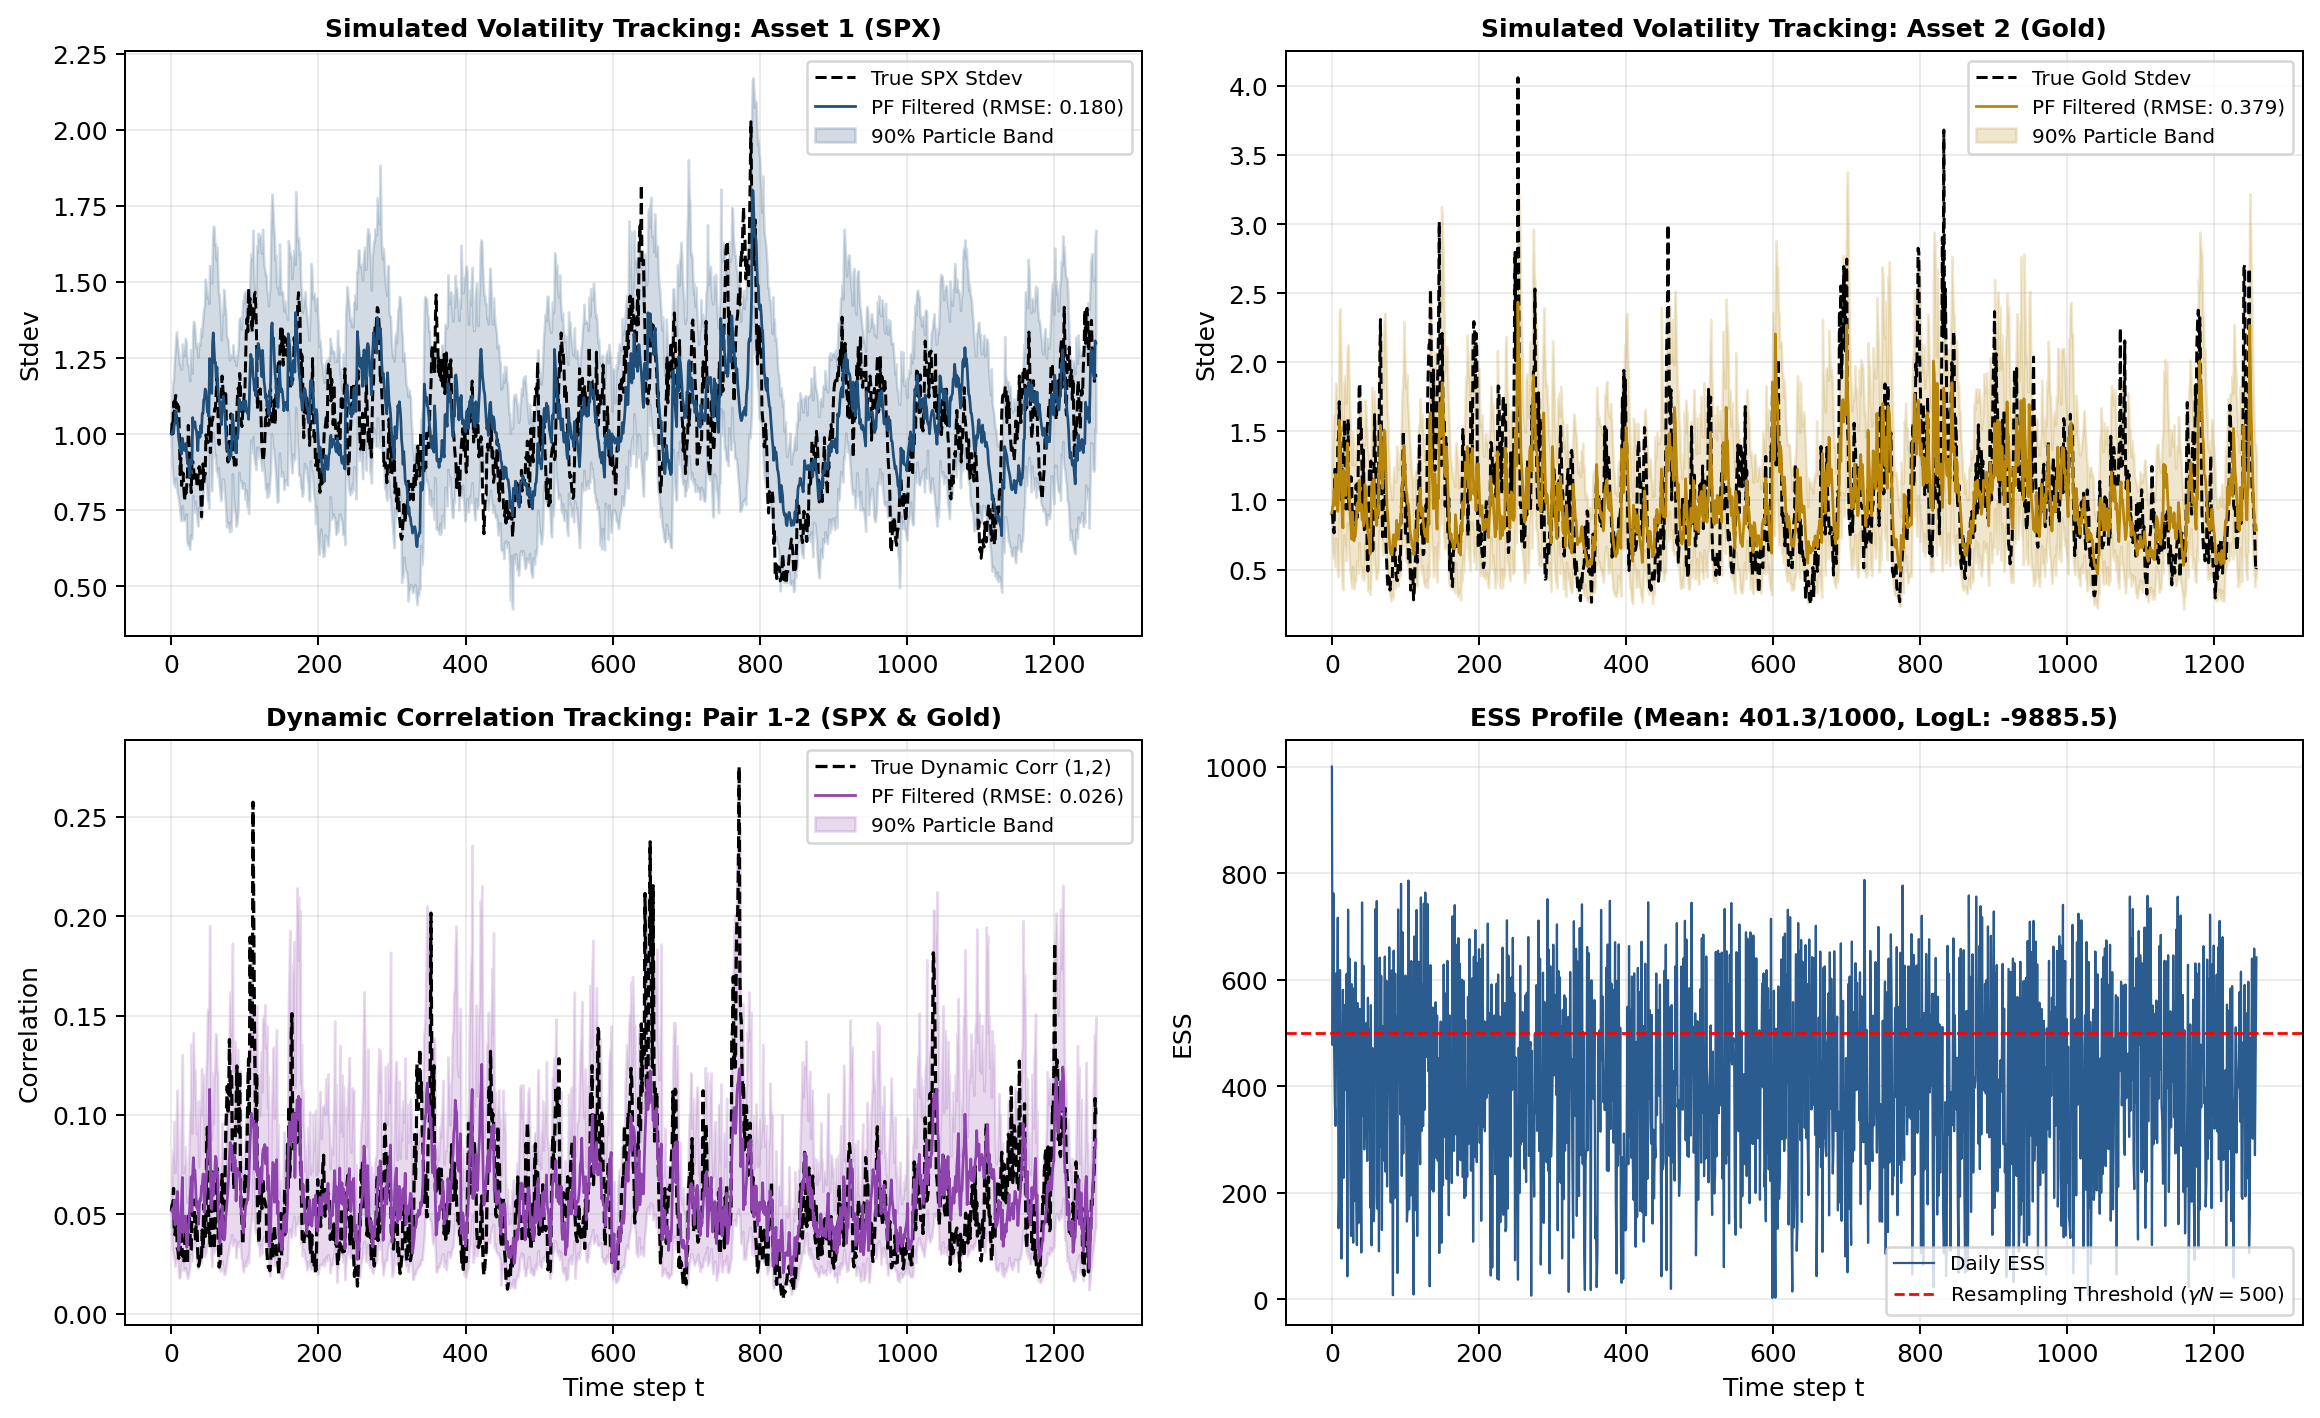 Simulated Volatility Tracking: Asset 1 (SPX)
True SPX Stdev
PF Filtered (RMSE: 0.180)
90% Particle Band
Stdev
2.25
2.00
1.75
1.50
1.25
1.00
0.75
0.50
0 200 400 600 800 1000 1200
Simulated Volatility Tracking: Asset 2 (Gold)
True Gold Stdev
PF Filtered (RMSE: 0.379)
90% Particle Band
Stdev
4.0
3.5
3.0
2.5
2.0
1.5
1.0
0.5
0 200 400 600 800 1000 1200
Dynamic Correlation Tracking: Pair 1-2 (SPX & Gold)
True Dynamic Corr (1,2)
PF Filtered (RMSE: 0.026)
90% Particle Band
Correlation
0.25
0.20
0.15
0.10
0.05
0.00
0 200 400 600 800 1000 1200
Time step t
ESS Profile (Mean: 401.3/1000, LogL: -9885.5)
ESS
1000
800
600
400
200
0
Daily ESS
Resampling Threshold (γN = 500)
0 200 400 600 800 1000 1200
Time step t